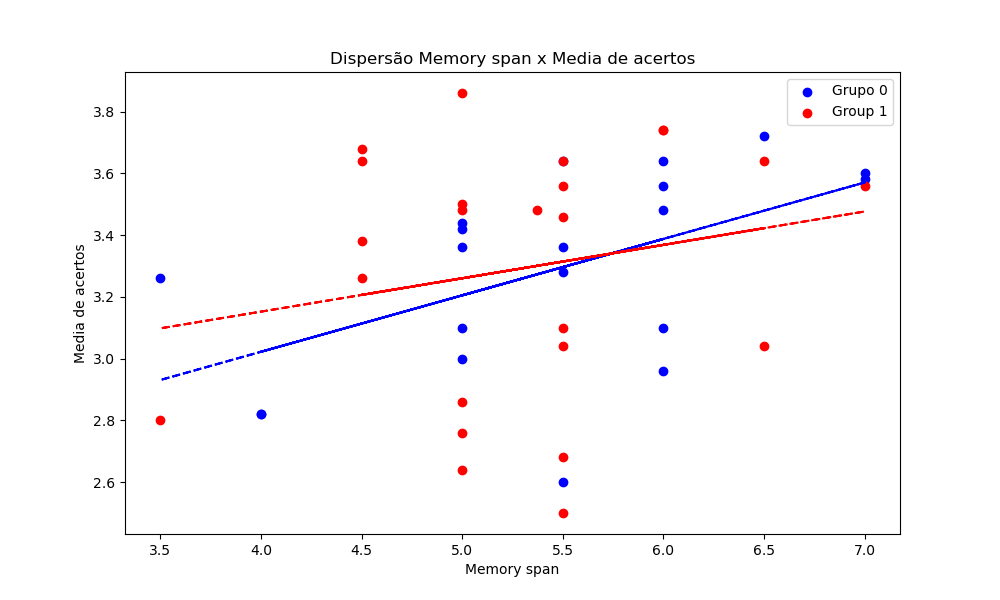 Dispersão Memory span x Media de acertos
Grupo 0
Group 1
Media de acertos
3.8
3.6
3.4
3.2
3.0
2.8
2.6
3.5 4.0 4.5 5.0 5.5 6.0 6.5 7.0
Memory span